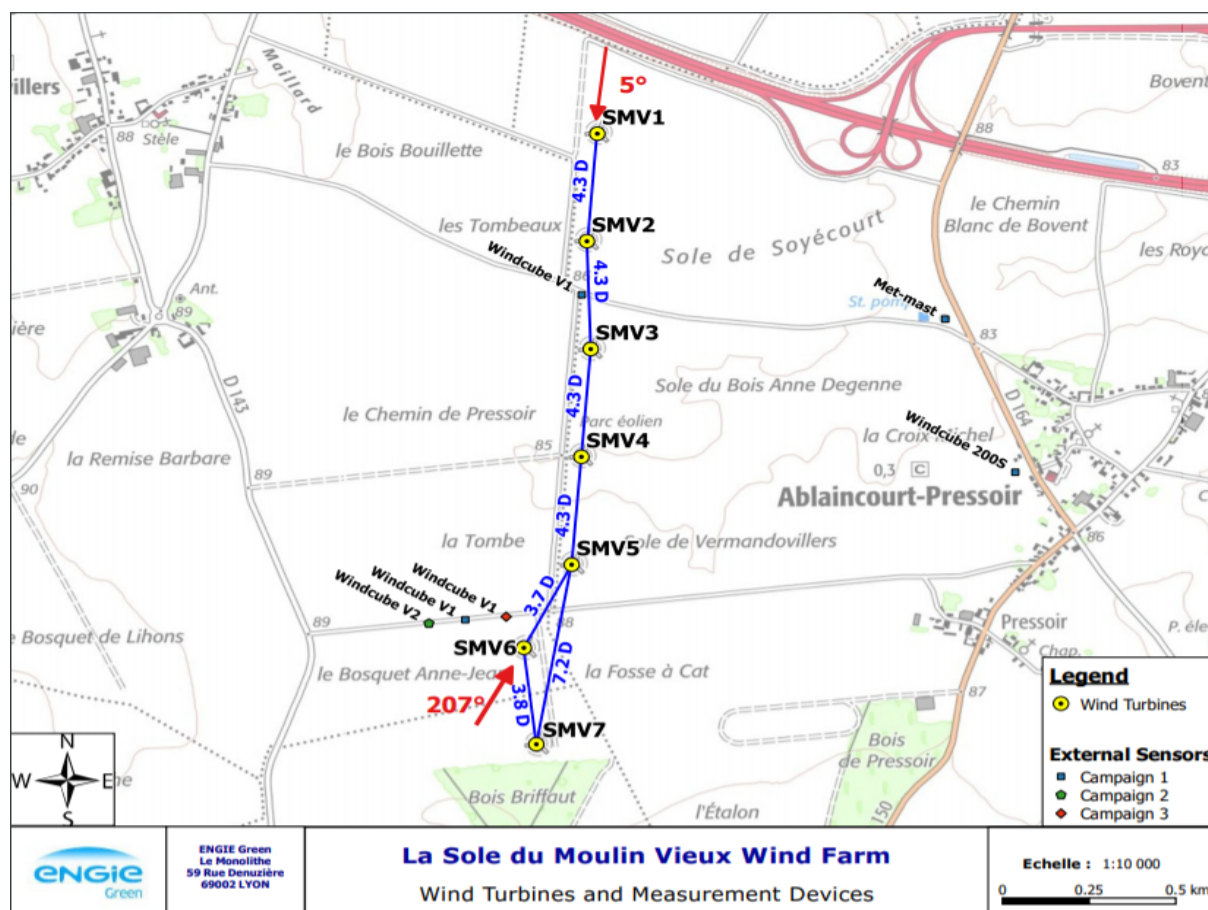 5°
SMV1
Maillard
villers
Bovent
88
Stèle
88
83
le Bois Bouillette
4.3 D
le Chemin
Blanc de Bovent
les Tombeaux
SMV2
Sole de Soyécourt
les Roy
Windcube V1
86
4.3 D
Ant.
89
Met-mast
St. pomp
ière
SMV3
83
D 143
4.3 D
Sole du Bois Anne Degenne
le Chemin de Pressoir
Parc éolien
D 164
Windcube 200S
la Croix Michel
la Remise Barbare
85
SMV4
0,3 C
89
90
Ablaincourt-Pressoir
4.3 D
la Tombe
Sole de Vermandovillers
86
SMV5
Windcube V1
Windcube V1
Windcube V2
3.7 D
Pressoir
P. éle
89
88
e Bosquet de Lihons
SMV6
7.2 D
Chap.
le Bosquet Anne-Jea
la Fosse à Cat
207°
3.8 D
87
SMV7
Bois
de Pressoir
Bois Briffaut
l'Étalon
150
N
W E
S
Legend
Wind Turbines
External Sensors
Campaign 1
Campaign 2
Campaign 3
ENGIE
Green
ENGIE Green
Le Monolithe
59 Rue Denuzière
69002 LYON
La Sole du Moulin Vieux Wind Farm
Wind Turbines and Measurement Devices
Echelle : 1:10 000
0 0.25 0.5 km